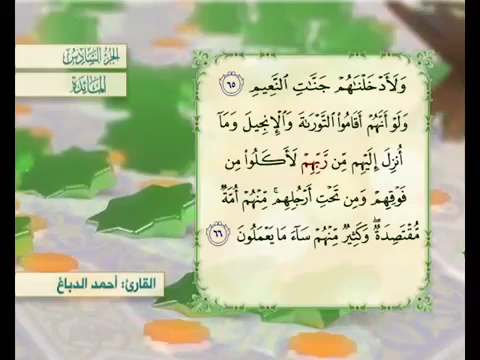 الجزء السادس
المائدة
وَلَأَدْخَلْنَٰهُمْ جَنَّٰتِ ٱلنَّعِيمِ ٦٥
وَلَوْ أَنَّهُمْ أَقَامُوا۟ ٱلتَّوْرَىٰةَ وَٱلْإِنجِيلَ وَمَآ
أُنزِلَ إِلَيْهِم مِّن رَّبِّهِمْ لَأَكَلُوا۟ مِن
فَوْقِهِمْ وَمِن تَحْتِ أَرْجُلِهِم ۚ مِّنْهُمْ أُمَّةٌ
مُّقْتَصِدَةٌ ۖ وَكَثِيرٌ مِّنْهُمْ سَآءَ مَا يَعْمَلُونَ ٦٦
القارئ: أحمد الدباغ